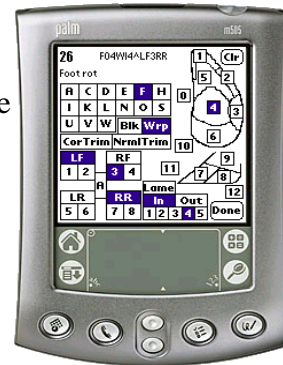 palm m505
26 F04WI4^LF3RR
Foot rot
A C D E F H
I K L N O S
U V W Blk Wrp
CorTrim NrmlTrim
LF RF
1 2 3 4
A
LR RR
5 6 7 8
Lame
In Out
1 2 3 4 5
Done
Clr
1
5 2
0 4 3
6
10
9
11 7 8
12
e